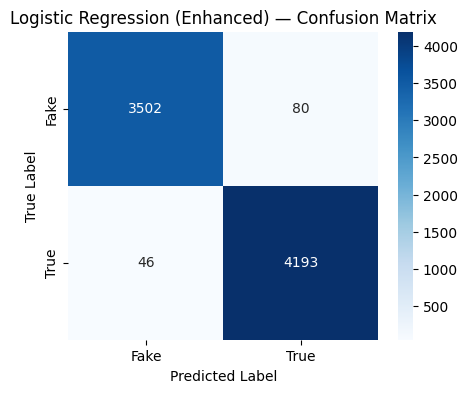 Logistic Regression (Enhanced) — Confusion Matrix
4000
Fake
3502
80
3500
3000
True Label
2500
2000
1500
True
46
4193
1000
500
Fake
True
Predicted Label